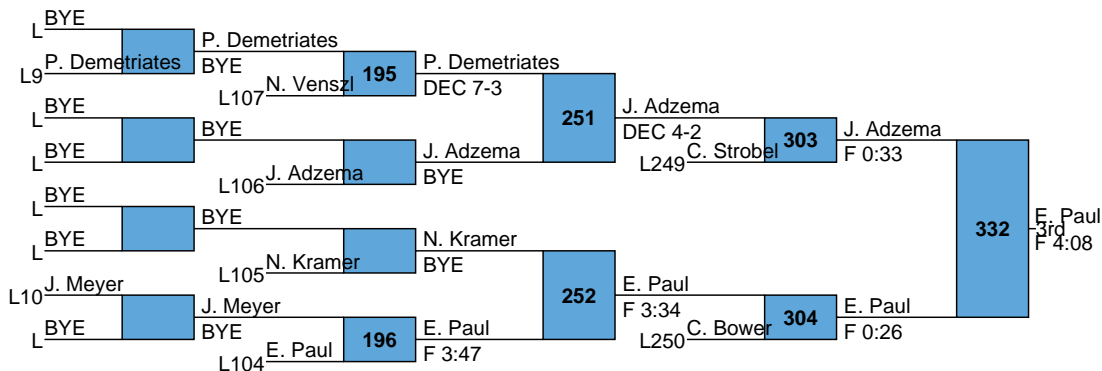 L BYE
L9 P. Demetriates
P. Demetriates
BYE
L107 N. Venszl
195
P. Demetriates
DEC 7-3
L BYE
L BYE
BYE
L106 J. Adzema
J. Adzema
BYE
251
J. Adzema
DEC 4-2
L249 C. Strobel
303
J. Adzema
F 0:33
L BYE
L BYE
BYE
L105 N. Kramer
N. Kramer
BYE
L10 J. Meyer
L BYE
J. Meyer
BYE
L104 E. Paul
196
E. Paul
F 3:47
252
E. Paul
F 3:34
L250 C. Bower
304
E. Paul
F 0:26
332
E. Paul
3rd
F 4:08